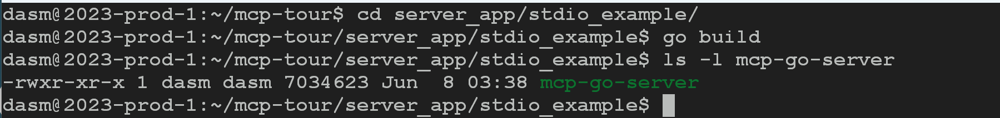 dasm@2023-prod-1:~/mcp-tour$ cd server_app/stdio_example/
dasm@2023-prod-1:~/mcp-tour/server_app/stdio_example$ go build
dasm@2023-prod-1:~/mcp-tour/server_app/stdio_example$ ls -l mcp-go-server
-rwxr-xr-x 1 dasm dasm 7034623 Jun  8 03:38 mcp-go-server
dasm@2023-prod-1:~/mcp-tour/server_app/stdio_example$